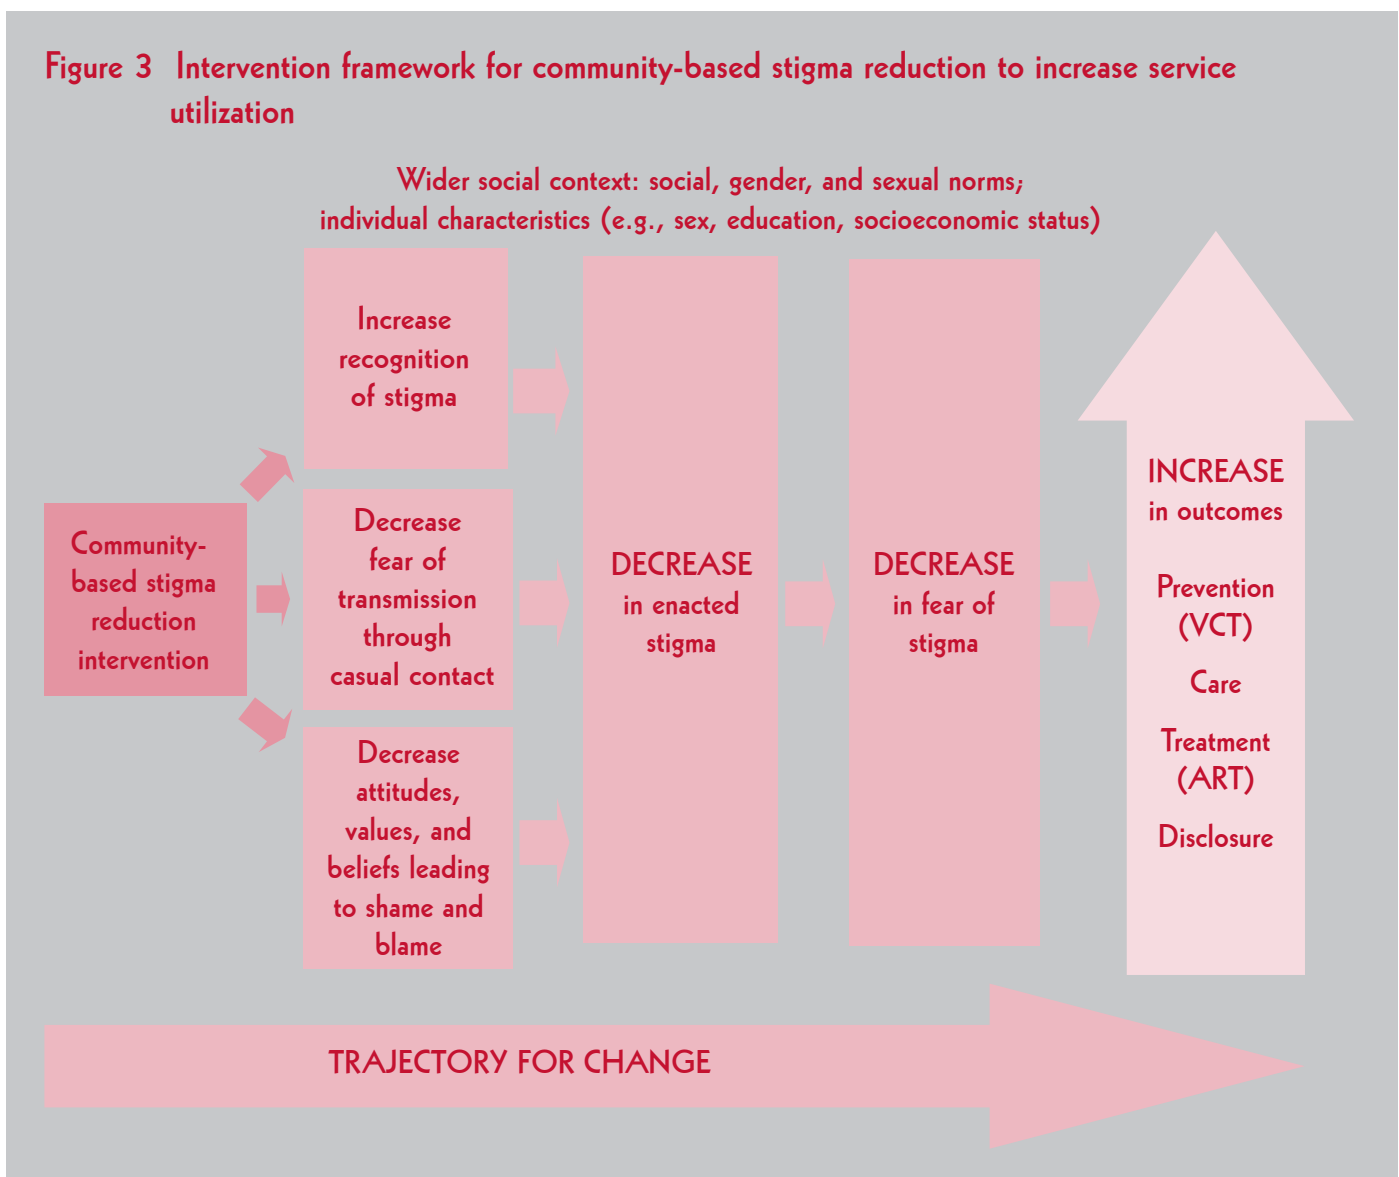 Figure 3 Intervention framework for community-based stigma reduction to increase service
utilization
Wider social context: social, gender, and sexual norms;
individual characteristics (e.g., sex, education, socioeconomic status)
Community-
based stigma
reduction
intervention
Increase
recognition
of stigma
Decrease
fear of
transmission
through
casual contact
Decrease
attitudes,
values, and
beliefs leading
to shame and
blame
DECREASE
in enacted
stigma
DECREASE
in fear of
stigma
INCREASE
in outcomes
Prevention
(VCT)
Care
Treatment
(ART)
Disclosure
TRAJECTORY FOR CHANGE